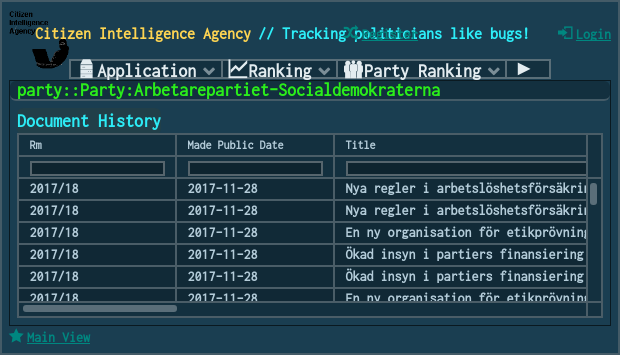 Citizen
Intelligence
Agency
Citizen Intelligence Agency // Tracking politicians like bugs!
Login
Application
Ranking
Party Ranking
party::Party:Arbetarepartiet-Socialdemokraterna
Document History
Rm Made Public Date Title
2017/18 2017-11-28 Nya regler i arbetslöshetsförsäkrin
2017/18 2017-11-28 Nya regler i arbetslöshetsförsäkrin
2017/18 2017-11-28 En ny organisation för etikprövning
2017/18 2017-11-28 Ökad insyn i partiers finansiering
2017/18 2017-11-28 Ökad insyn i partiers finansiering
2017/18 2017-11-28 En ny organisation för etikprövning
Main View